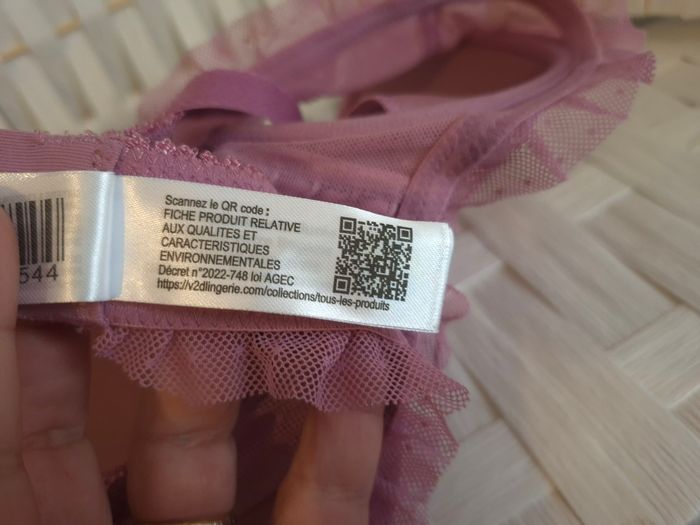 544
Scannez le QR code :
FICHE PRODUIT RELATIVE
AUX QUALITES ET
CARACTERISTIQUES
ENVIRONNEMENTALES
Décret n°2022-748 loi AGEC
https://v2dlingerie.com/collections/tous-les-produits